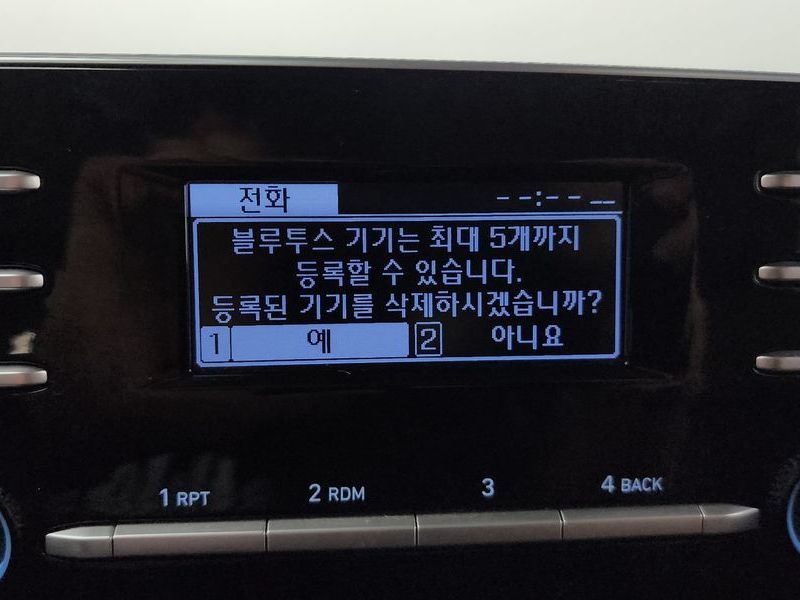 전화 --:-- __
블루투스 기기는 최대 5개까지
등록할 수 있습니다.
등록된 기기를 삭제하시겠습니까?
1 예 2 아니요
1 RPT 2 RDM 3 4 BACK